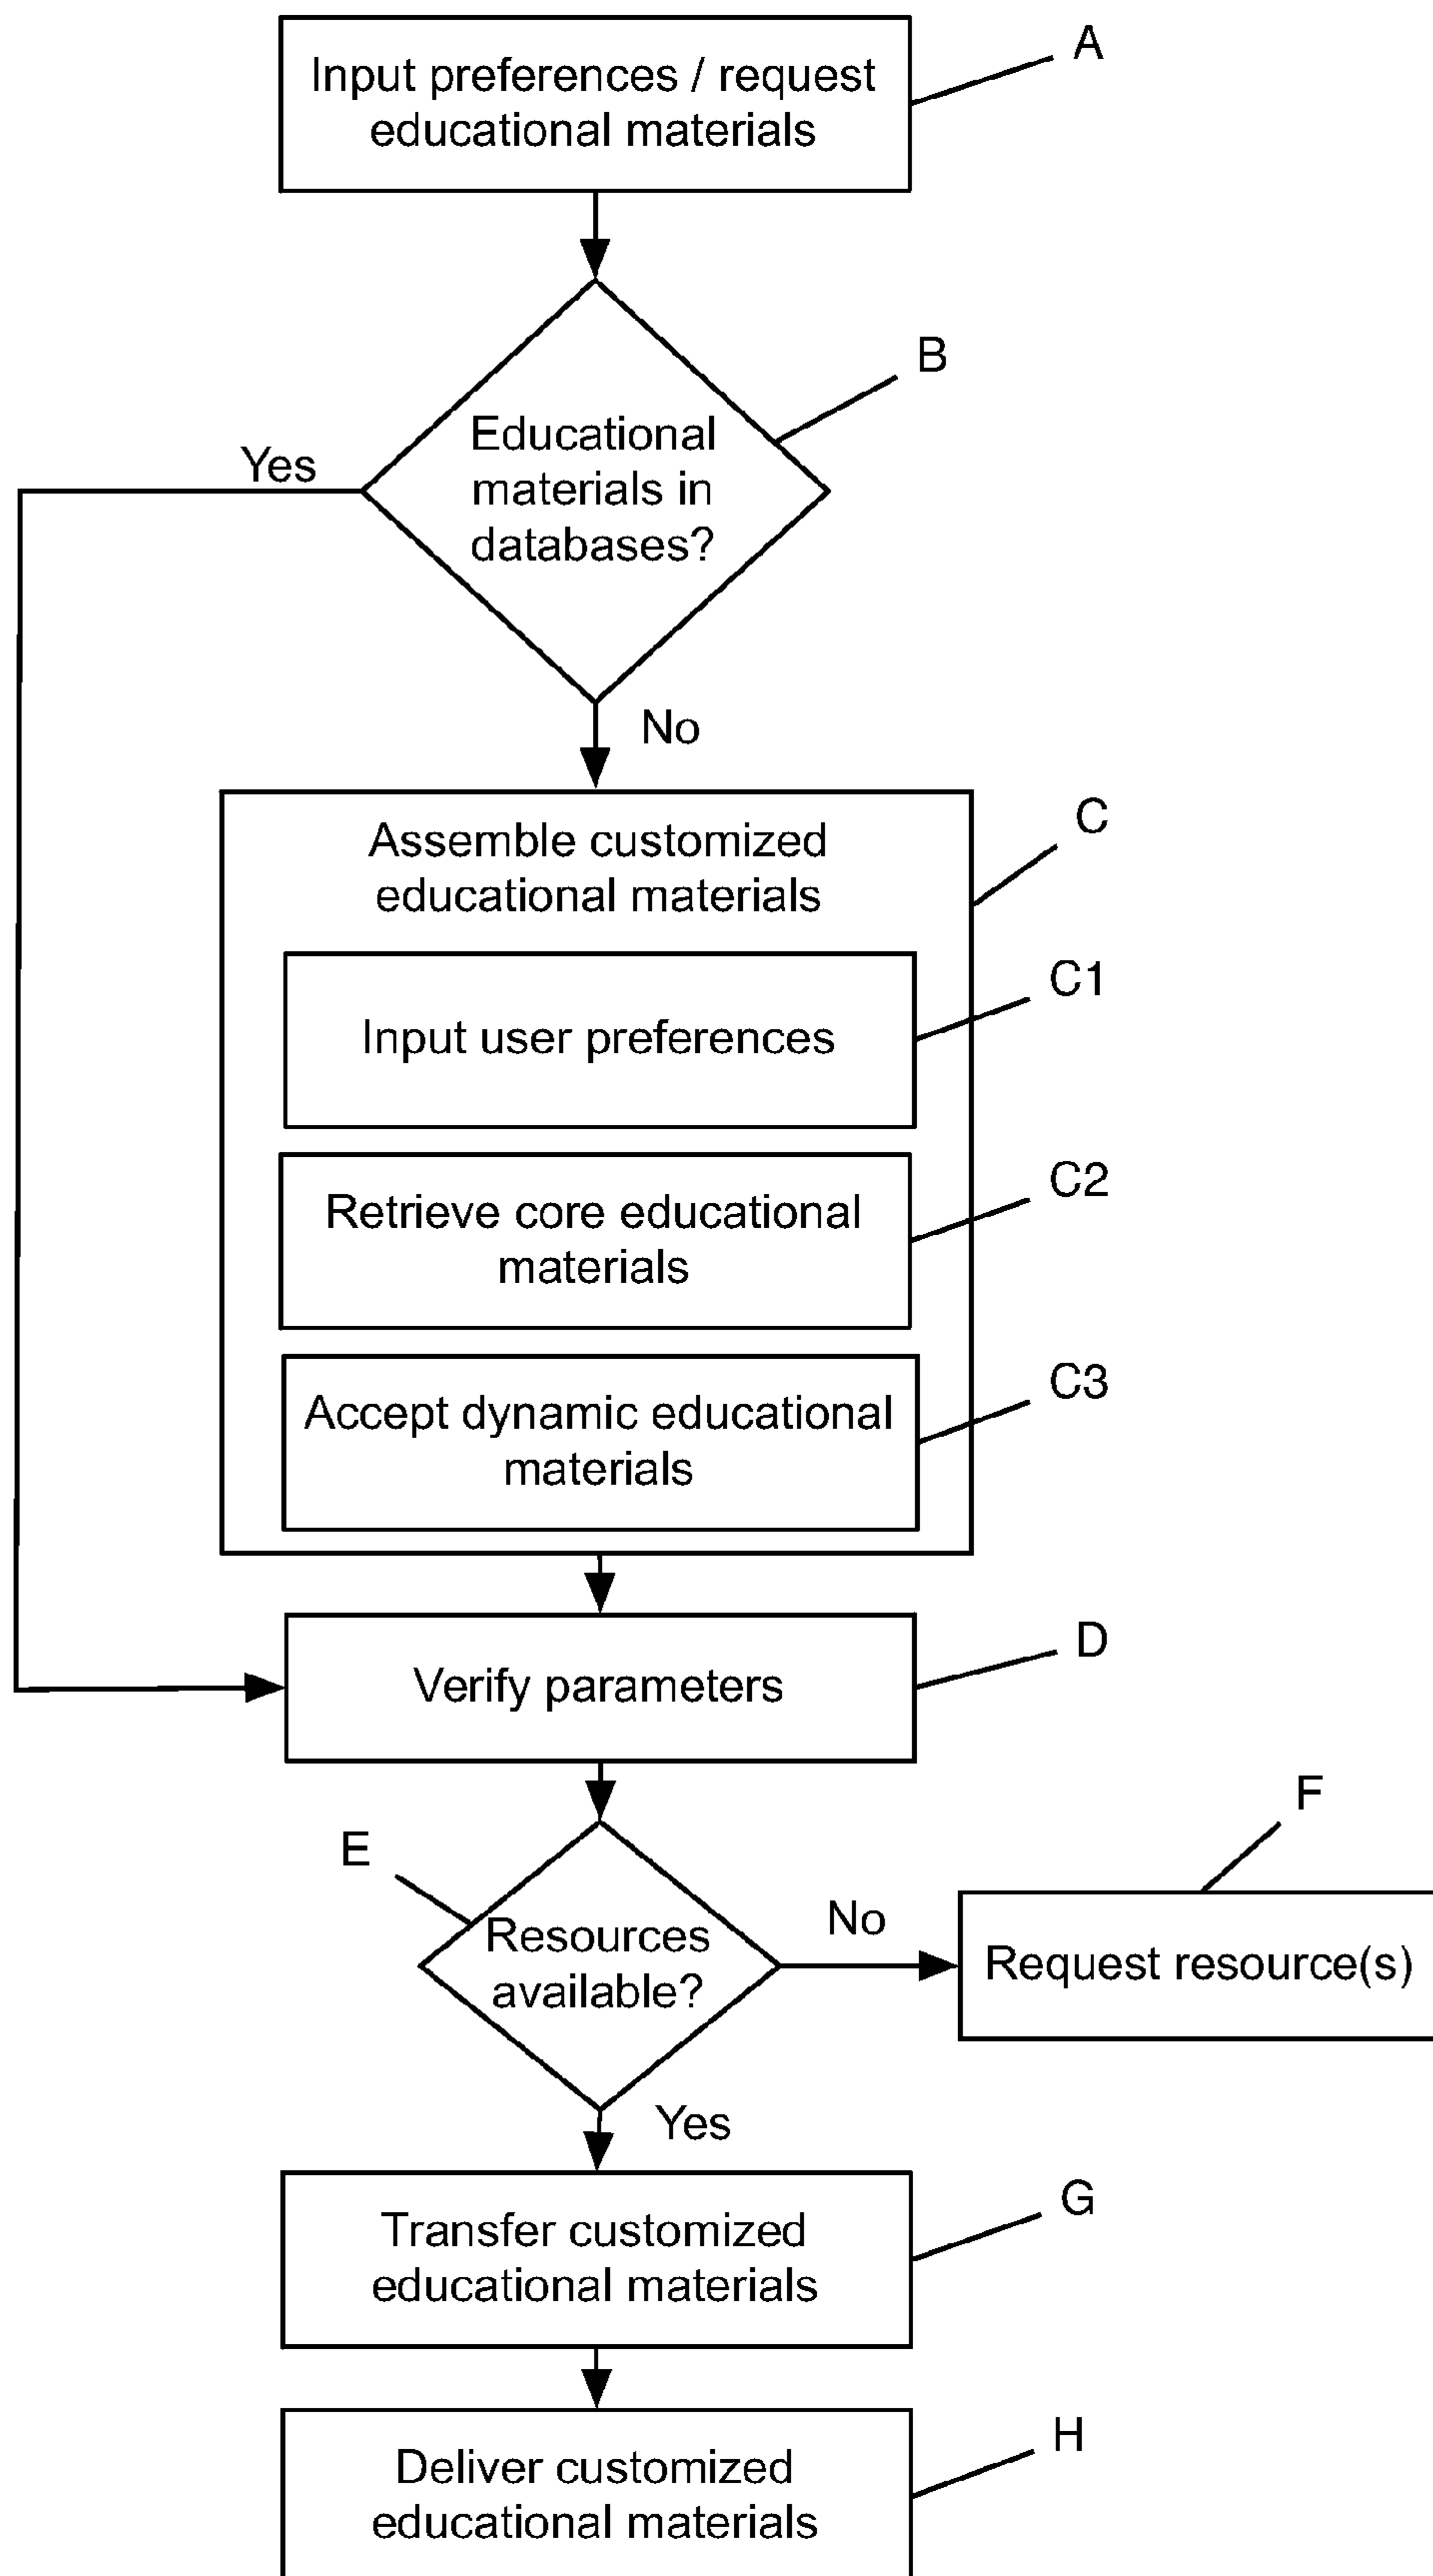 Input preferences / request
educational materials
A
B
Educational
materials in
databases?
Yes
No
Assemble customized
educational materials
C
Input user preferences
C1
Retrieve core educational
materials
C2
Accept dynamic educational
materials
C3
Verify parameters
D
E
Resources
available?
No
F
Request resource(s)
Yes
Transfer customized
educational materials
G
Deliver customized
educational materials
H